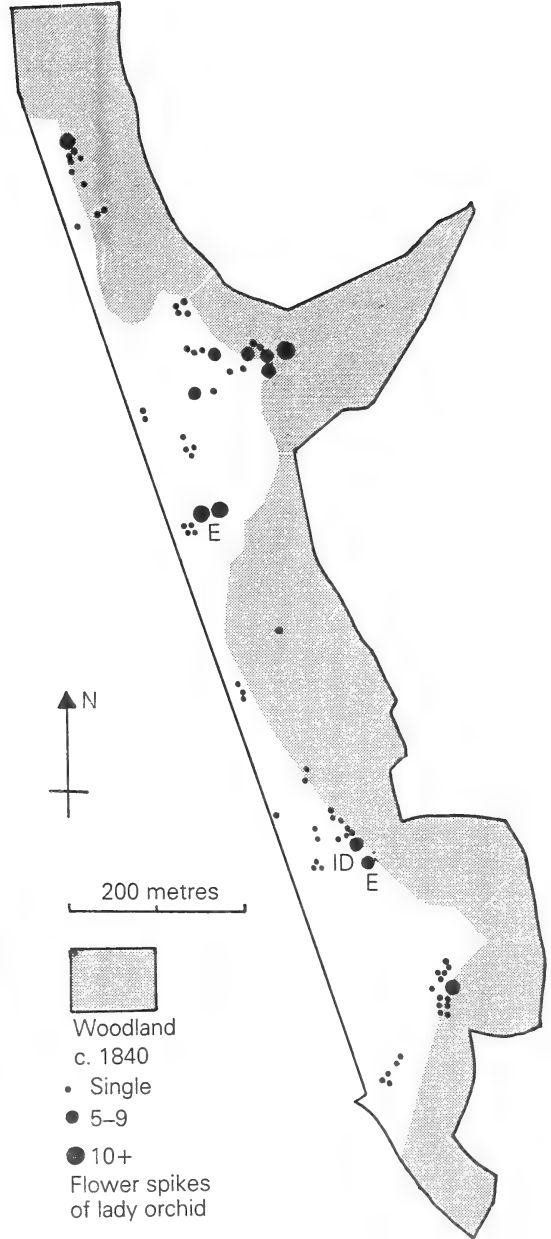 E
N
ID
E
200 metres
Woodland
c. 1840
Single
5–9
10+
Flower spikes
of lady orchid